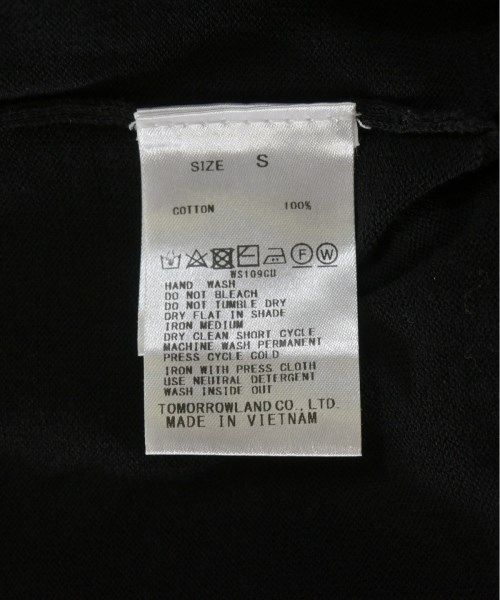 SIZE S
COTTON 100%
WS109CU
HAND WASH
DO NOT BLEACH
DO NOT TUMBLE DRY
DRY FLAT IN SHADE
IRON MEDIUM
DRY CLEAN SHORT CYCLE
MACHINE WASH PERMANENT
PRESS CYCLE COLD
IRON WITH PRESS CLOTH
USE NEUTRAL DETERGENT
WASH INSIDE OUT
TOMORROWLAND CO., LTD.
MADE IN VIETNAM